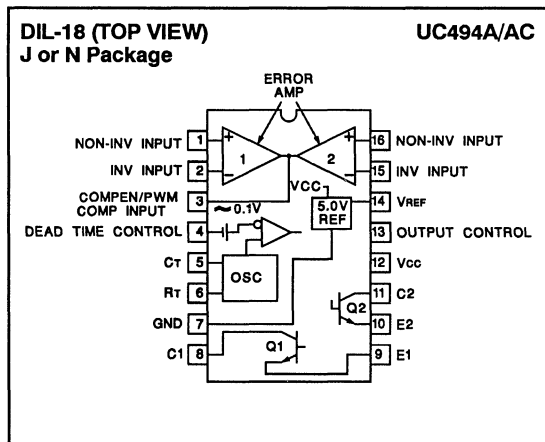 DIL-18 (TOP VIEW) UC494A/AC
J or N Package
ERROR
AMP
NON-INV INPUT 1 + + 16 NON-INV INPUT
1 2
INV INPUT 2 - - 15 INV INPUT
COMPEN/PWM
COMP INPUT 3
≈ 0.1V
VCC
5.0V
REF
14 VREF
DEAD TIME CONTROL 4 13 OUTPUT CONTROL
CT 5 12 VCC
OSC
RT 6 11 C2
Q2
GND 7 10 E2
C1 8 Q1 9 E1